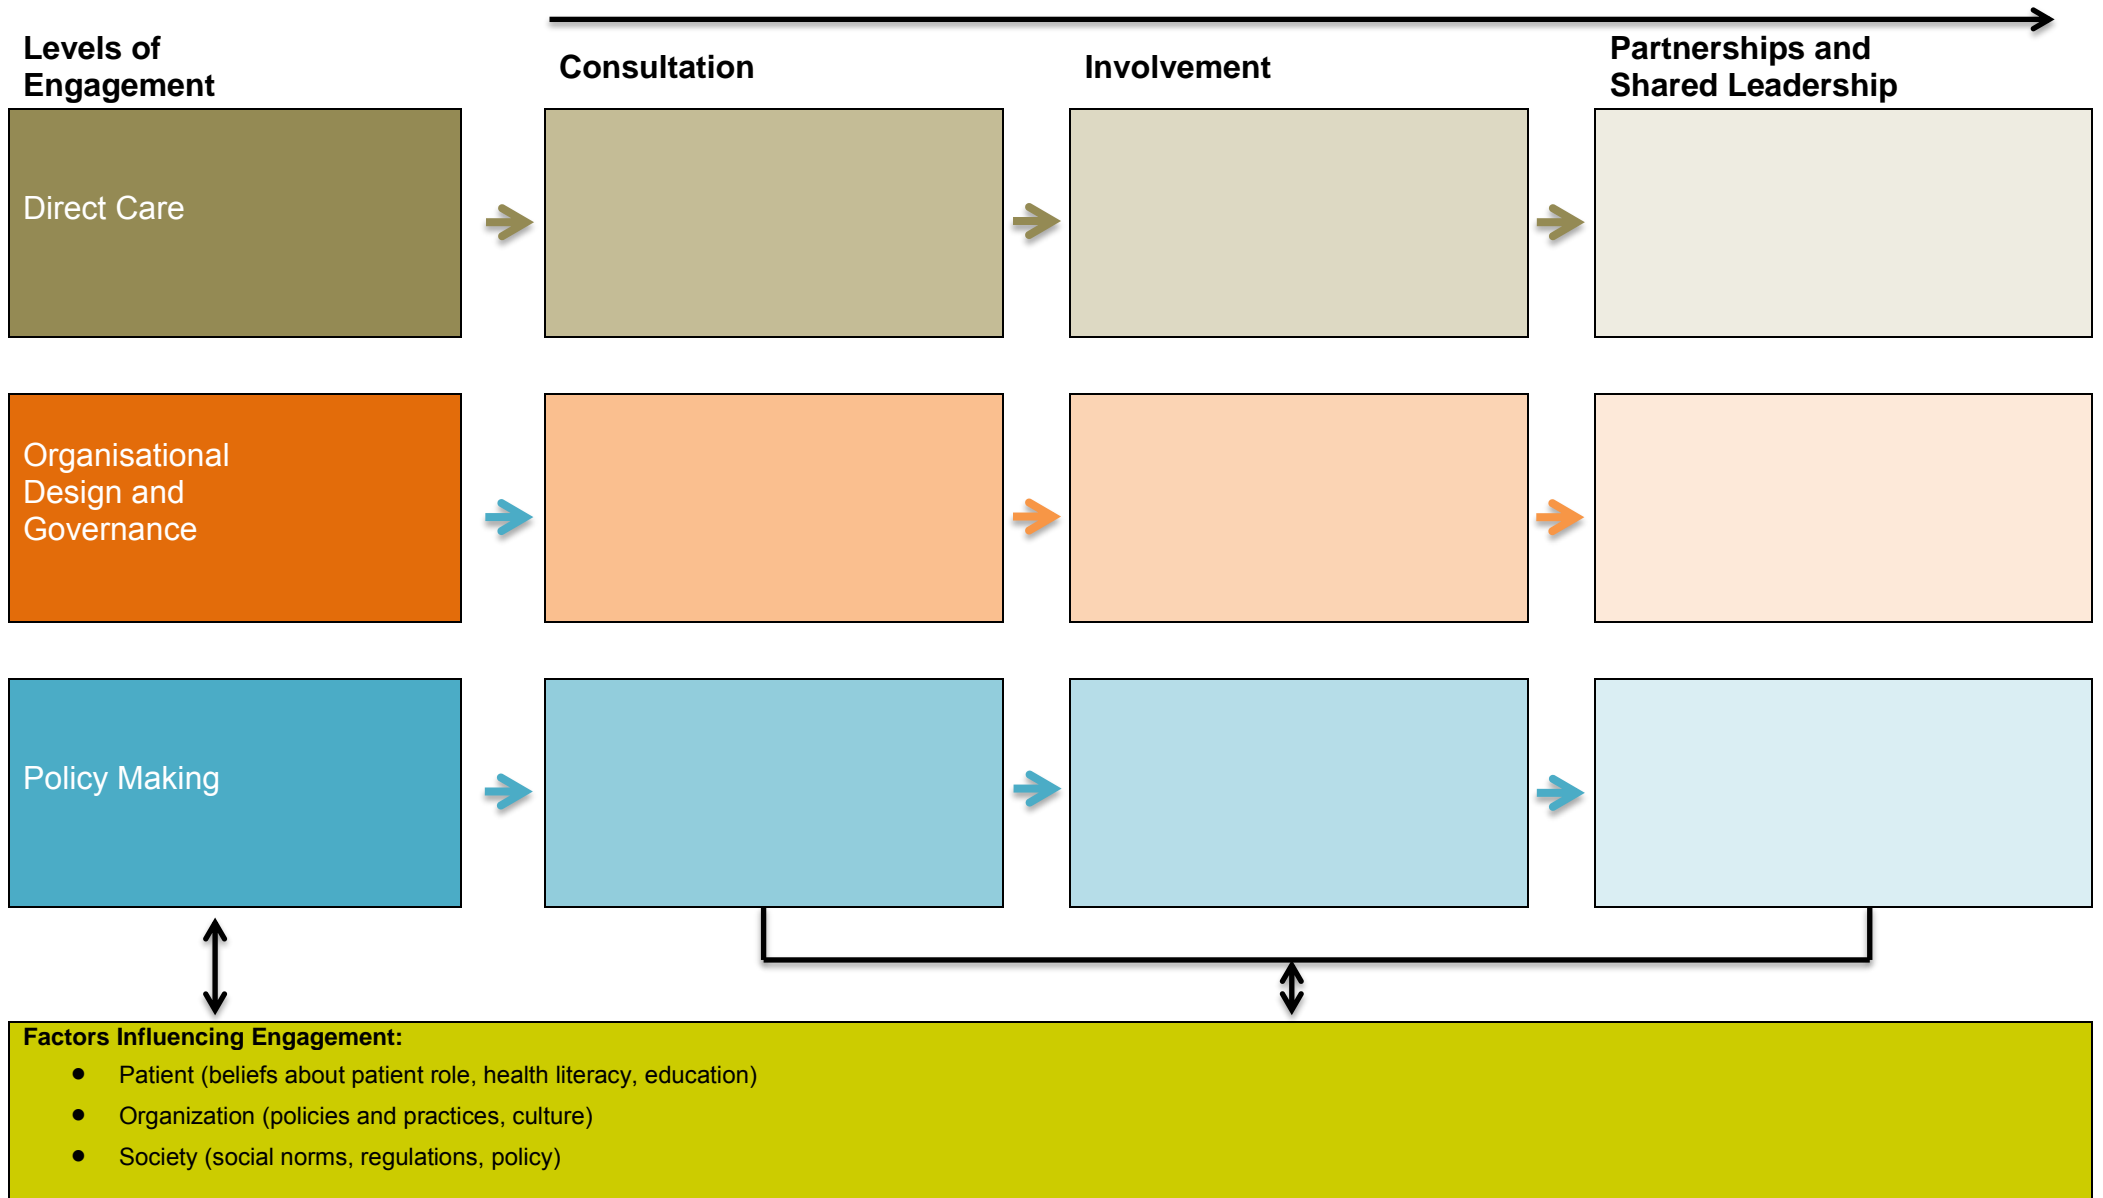 Levels of
Engagement
Consultation
Involvement
Partnerships and
Shared Leadership
Direct Care
Organisational
Design and
Governance
Policy Making
Factors Influencing Engagement:
● Patient (beliefs about patient role, health literacy, education)
● Organization (policies and practices, culture)
● Society (social norms, regulations, policy)